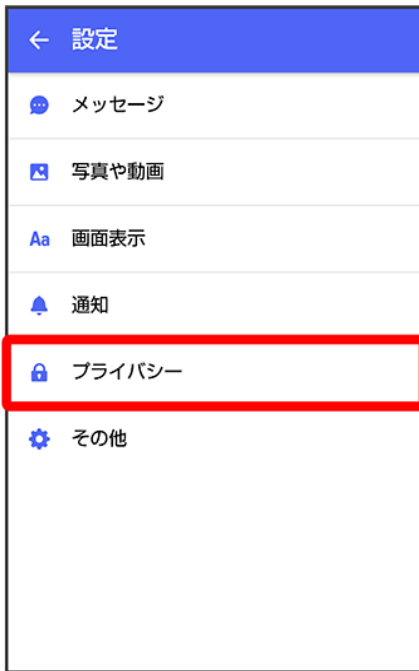 設定
メッセージ
写真や動画
Aa 画面表示
通知
プライバシー
その他